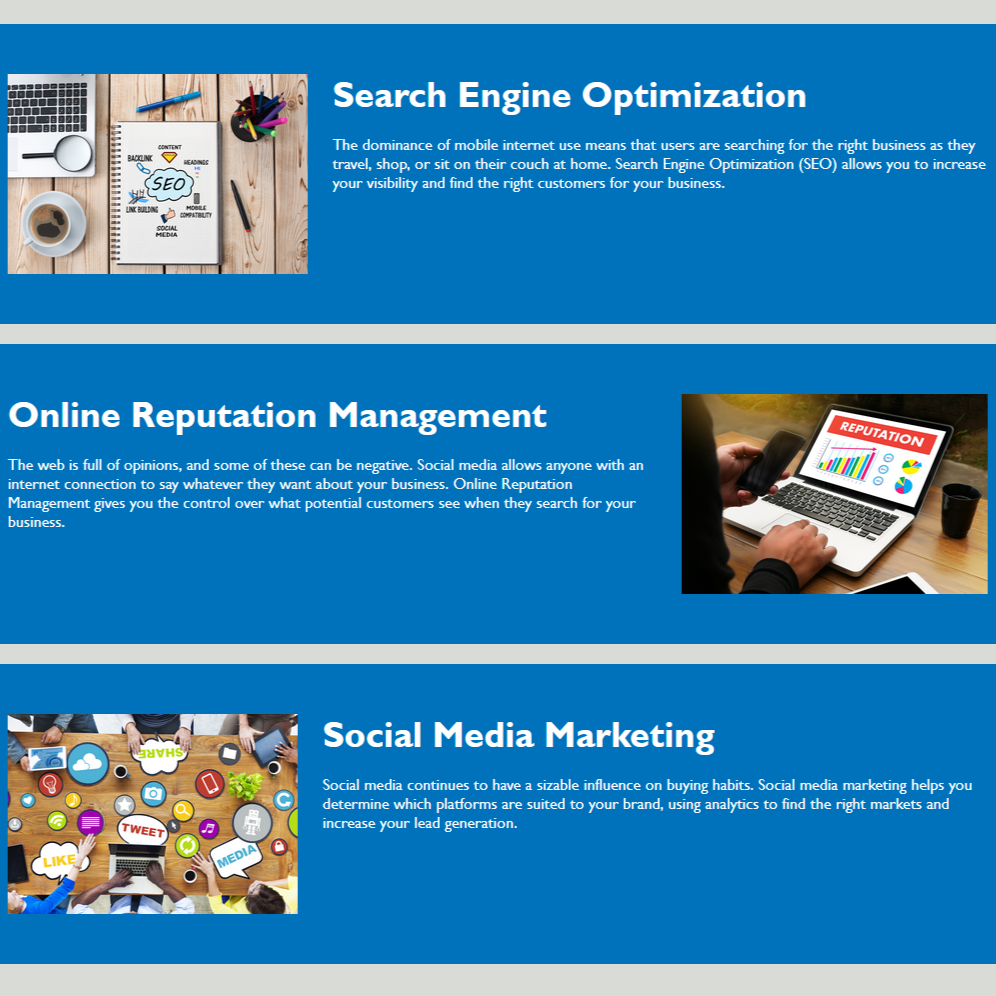 CONTENT
BACKLINK
HEADINGS
SEO
LINK BUILDING
MOBILE
COMPATIBILITY
SOCIAL
MEDIA
Search Engine Optimization
The dominance of mobile internet use means that users are searching for the right business as they
travel, shop, or sit on their couch at home. Search Engine Optimization (SEO) allows you to increase
your visibility and find the right customers for your business.
Online Reputation Management
The web is full of opinions, and some of these can be negative. Social media allows anyone with an
internet connection to say whatever they want about your business. Online Reputation
Management gives you the control over what potential customers see when they search for your
business.
REPUTATION
SHARE
TWEET
LIKE
MEDIA
Social Media Marketing
Social media continues to have a sizable influence on buying habits. Social media marketing helps you
determine which platforms are suited to your brand, using analytics to find the right markets and
increase your lead generation.